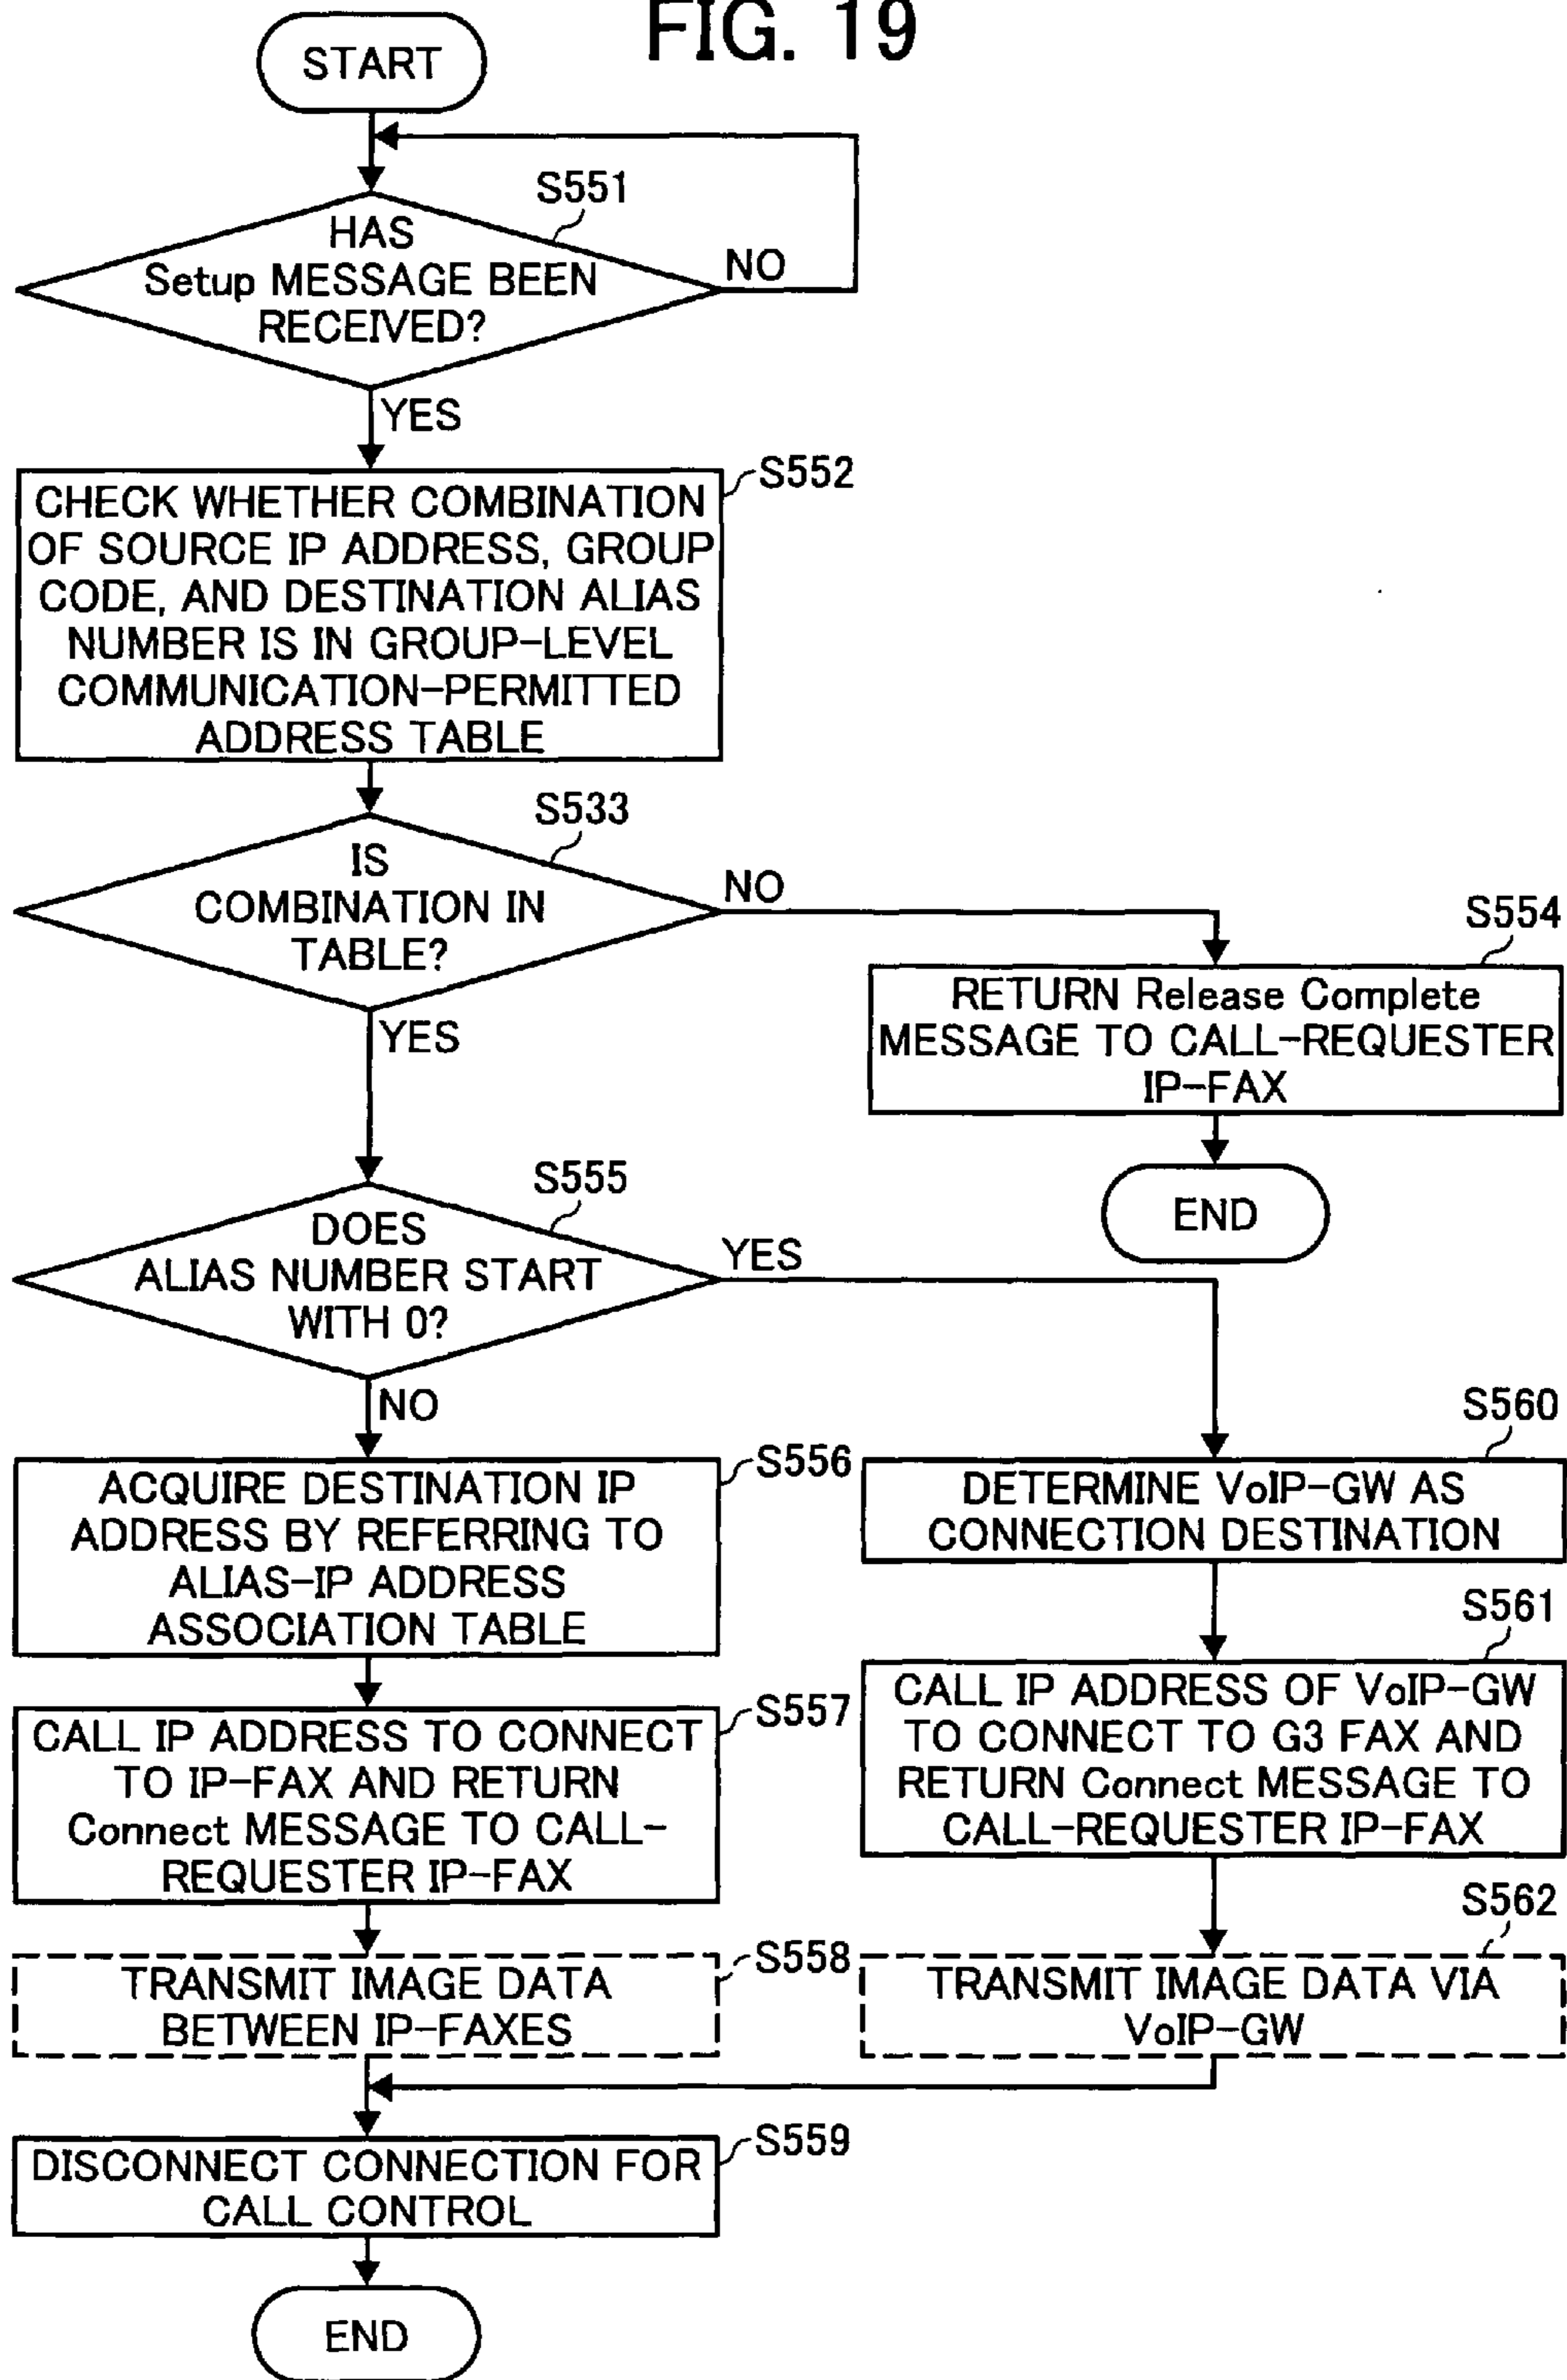 FIG. 19
START
S551
HAS
Setup MESSAGE BEEN
RECEIVED?
NO
YES
S552
CHECK WHETHER COMBINATION
OF SOURCE IP ADDRESS, GROUP
CODE, AND DESTINATION ALIAS
NUMBER IS IN GROUP-LEVEL
COMMUNICATION-PERMITTED
ADDRESS TABLE
S533
IS
COMBINATION IN
TABLE?
NO
YES
S554
RETURN Release Complete
MESSAGE TO CALL-REQUESTER
IP-FAX
END
S555
DOES
ALIAS NUMBER START
WITH 0?
YES
NO
S556
ACQUIRE DESTINATION IP
ADDRESS BY REFERRING TO
ALIAS-IP ADDRESS
ASSOCIATION TABLE
S560
DETERMINE VoIP-GW AS
CONNECTION DESTINATION
S557
CALL IP ADDRESS TO CONNECT
TO IP-FAX AND RETURN
Connect MESSAGE TO CALL-
REQUESTER IP-FAX
S561
CALL IP ADDRESS OF VoIP-GW
TO CONNECT TO G3 FAX AND
RETURN Connect MESSAGE TO
CALL-REQUESTER IP-FAX
S558
TRANSMIT IMAGE DATA
BETWEEN IP-FAXES
S562
TRANSMIT IMAGE DATA VIA
VoIP-GW
S559
DISCONNECT CONNECTION FOR
CALL CONTROL
END